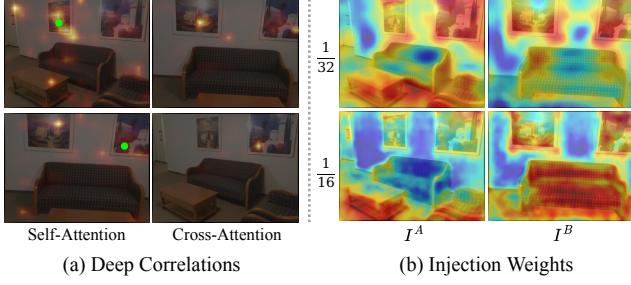 1/32
1/16
Self-Attention Cross-Attention I^A I^B
(a) Deep Correlations (b) Injection Weights